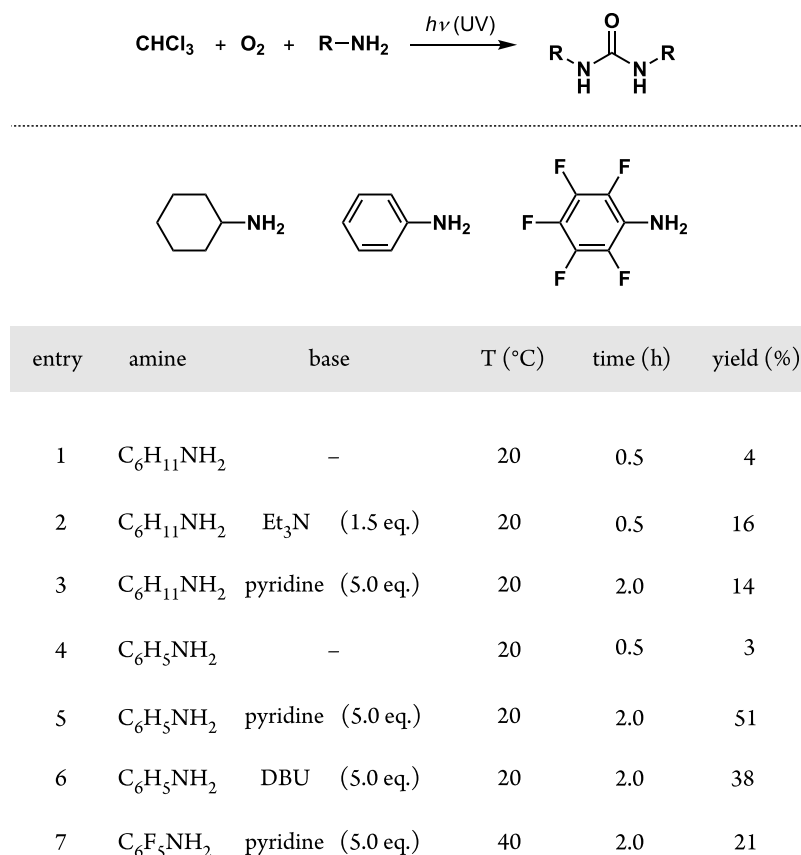 CHCl3 + O2 + R–NH2 hν (UV)
O
R N H N H R
NH2 NH2 F F F F F NH2
entry amine base T (°C) time (h) yield (%)
1 C6H11NH2 – 20 0.5 4
2 C6H11NH2 Et3N (1.5 eq.) 20 0.5 16
3 C6H11NH2 pyridine (5.0 eq.) 20 2.0 14
4 C6H5NH2 – 20 0.5 3
5 C6H5NH2 pyridine (5.0 eq.) 20 2.0 51
6 C6H5NH2 DBU (5.0 eq.) 20 2.0 38
7 C6F5NH2 pyridine (5.0 eq.) 40 2.0 21